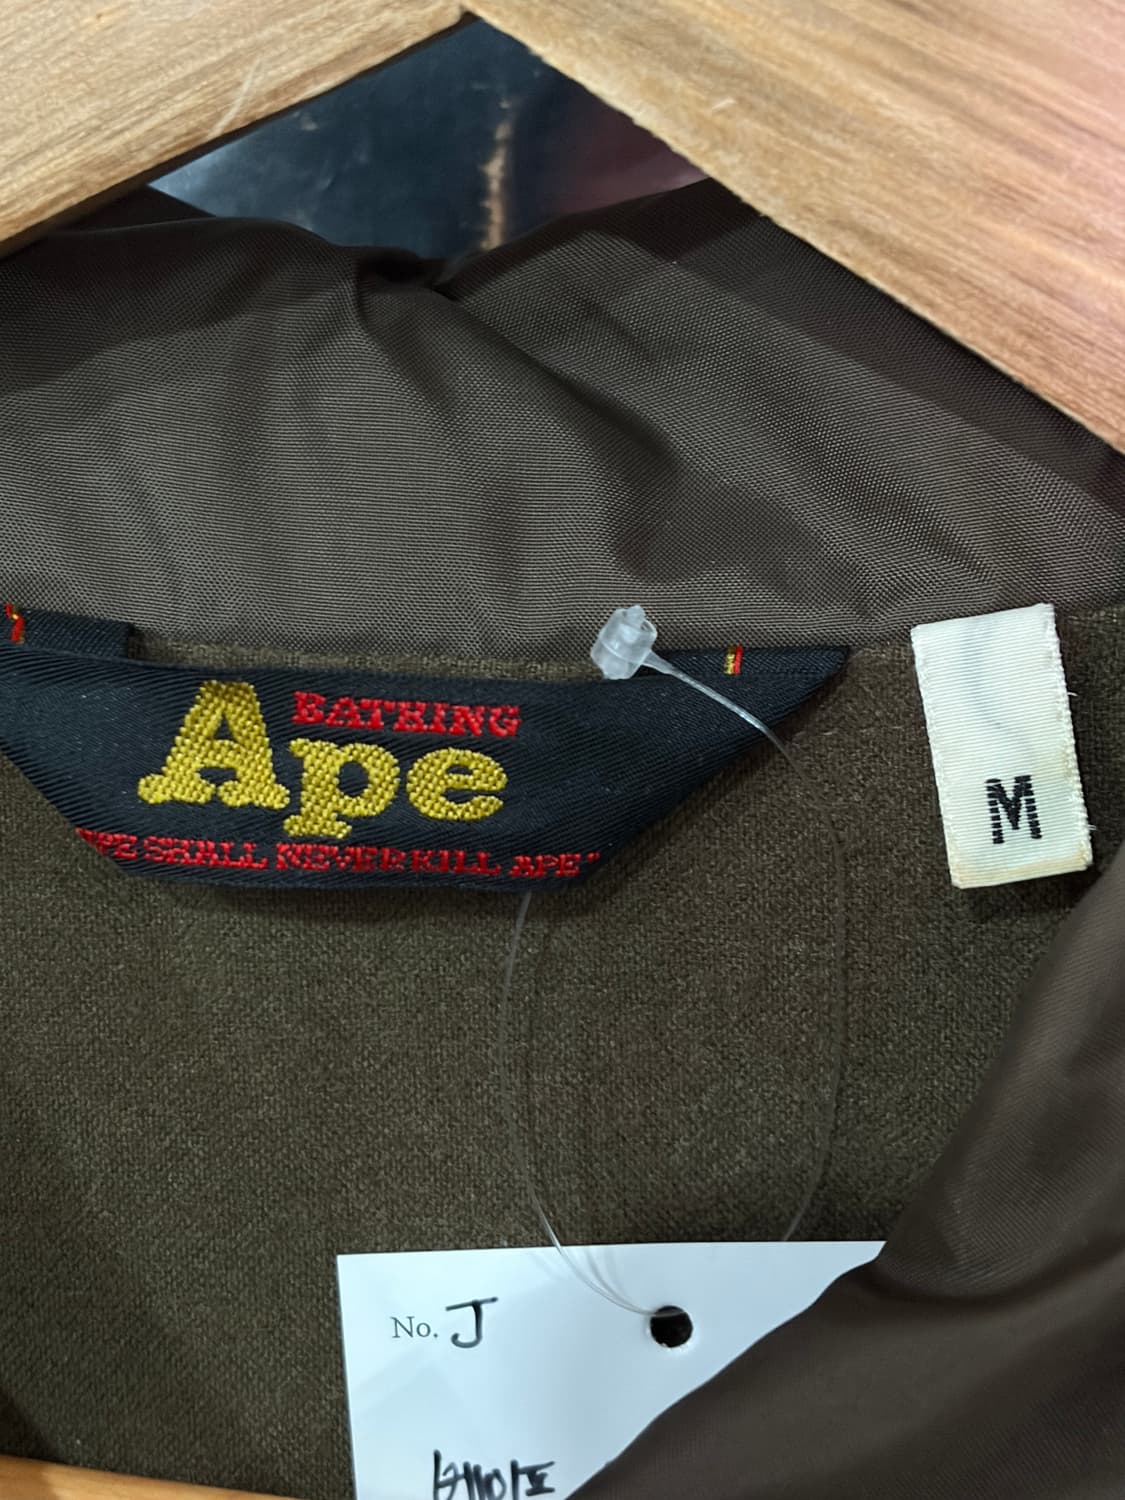 BATHING
Ape
APE SHALL NEVER KILL APE"
M
No. J